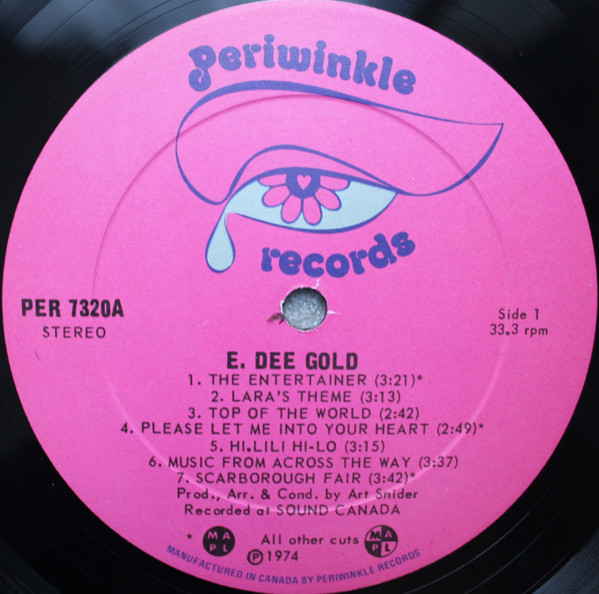 Periwinkle
records
PER 7320A
STEREO
Side 1
33.3 rpm
E. DEE GOLD
1. THE ENTERTAINER (3:21)*
2. LARA'S THEME (3:13)
3. TOP OF THE WORLD (2:42)
4. PLEASE LET ME INTO YOUR HEART (2:49)*
5. HI.LILI HI-LO (3:15)
6. MUSIC FROM ACROSS THE WAY (3:37)
7. SCARBOROUGH FAIR (3:42)*
Prod., Arr. & Cond. by Art Snider
Recorded at SOUND CANADA
* MAPL All other cuts MAPL
Ⓟ 1974
MANUFACTURED IN CANADA BY PERIWINKLE RECORDS